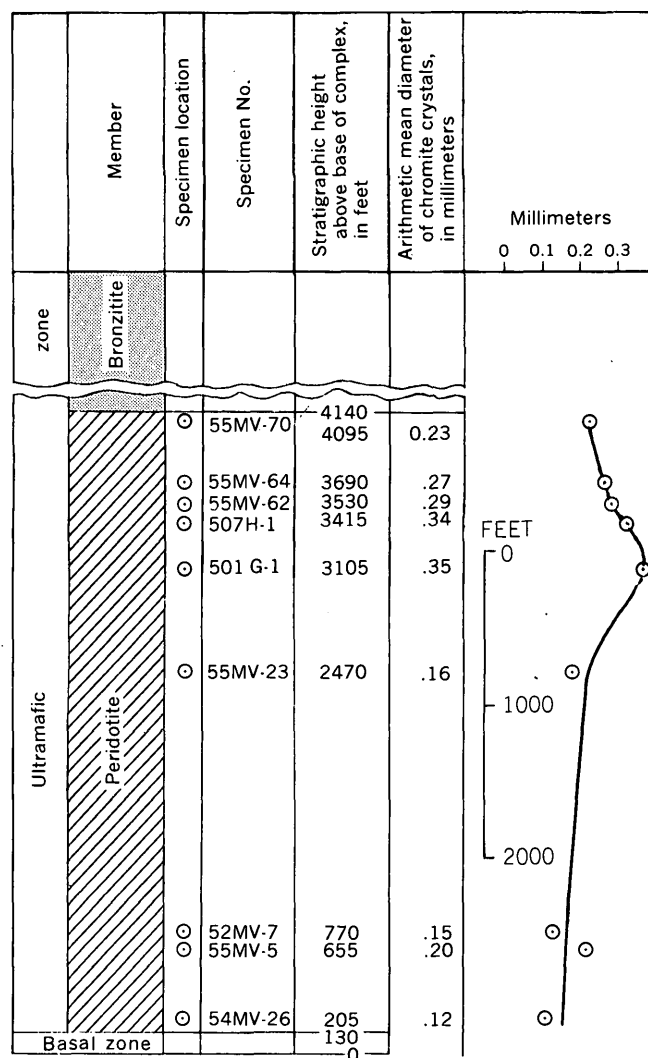 Member
Specimen location
Specimen No.
Stratigraphic height
above base of complex,
in feet
Arithmetic mean diameter
of chromite crystals,
in millimeters
Millimeters
0 0.1 0.2 0.3
zone
Bronzitite
4140
55MV-70 4095 0.23
55MV-64 3690 .27
55MV-62 3530 .29
507H-1 3415 .34
FEET
0
501 G-1 3105 .35
55MV-23 2470 .16
1000
Ultramafic
Peridotite
2000
52MV-7 770 .15
55MV-5 655 .20
54MV-26 205 .12
130
Basal zone
0